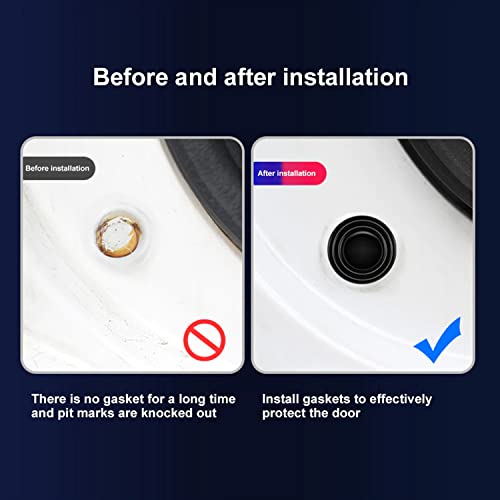 Before and after installation
Before installation
After installation
There is no gasket for a long time
and pit marks are knocked out
Install gaskets to effectively
protect the door